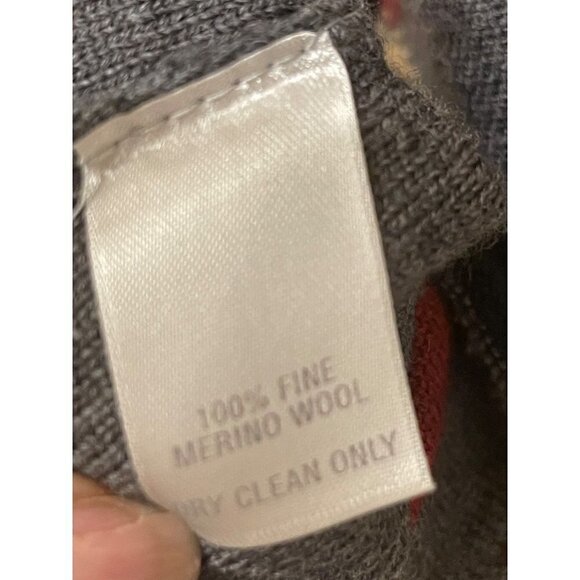 100% FINE
MERINO WOOL
DRY CLEAN ONLY